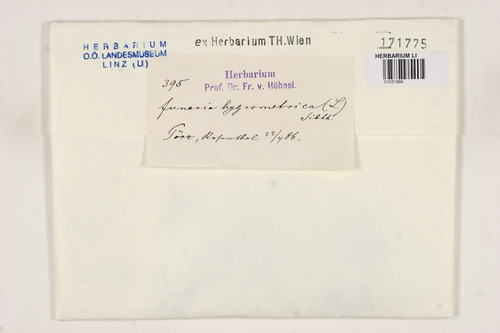 HERBARIUM
O.Ö. LANDESMUSEUM
LINZ (LI)
ex Herbarium TH.Wien
171775
HERBARIUM LI
Herbarium
Prof. Dr. Fr. v. Höhnel.
395
funaria hygrometrica (L)
Sibth.